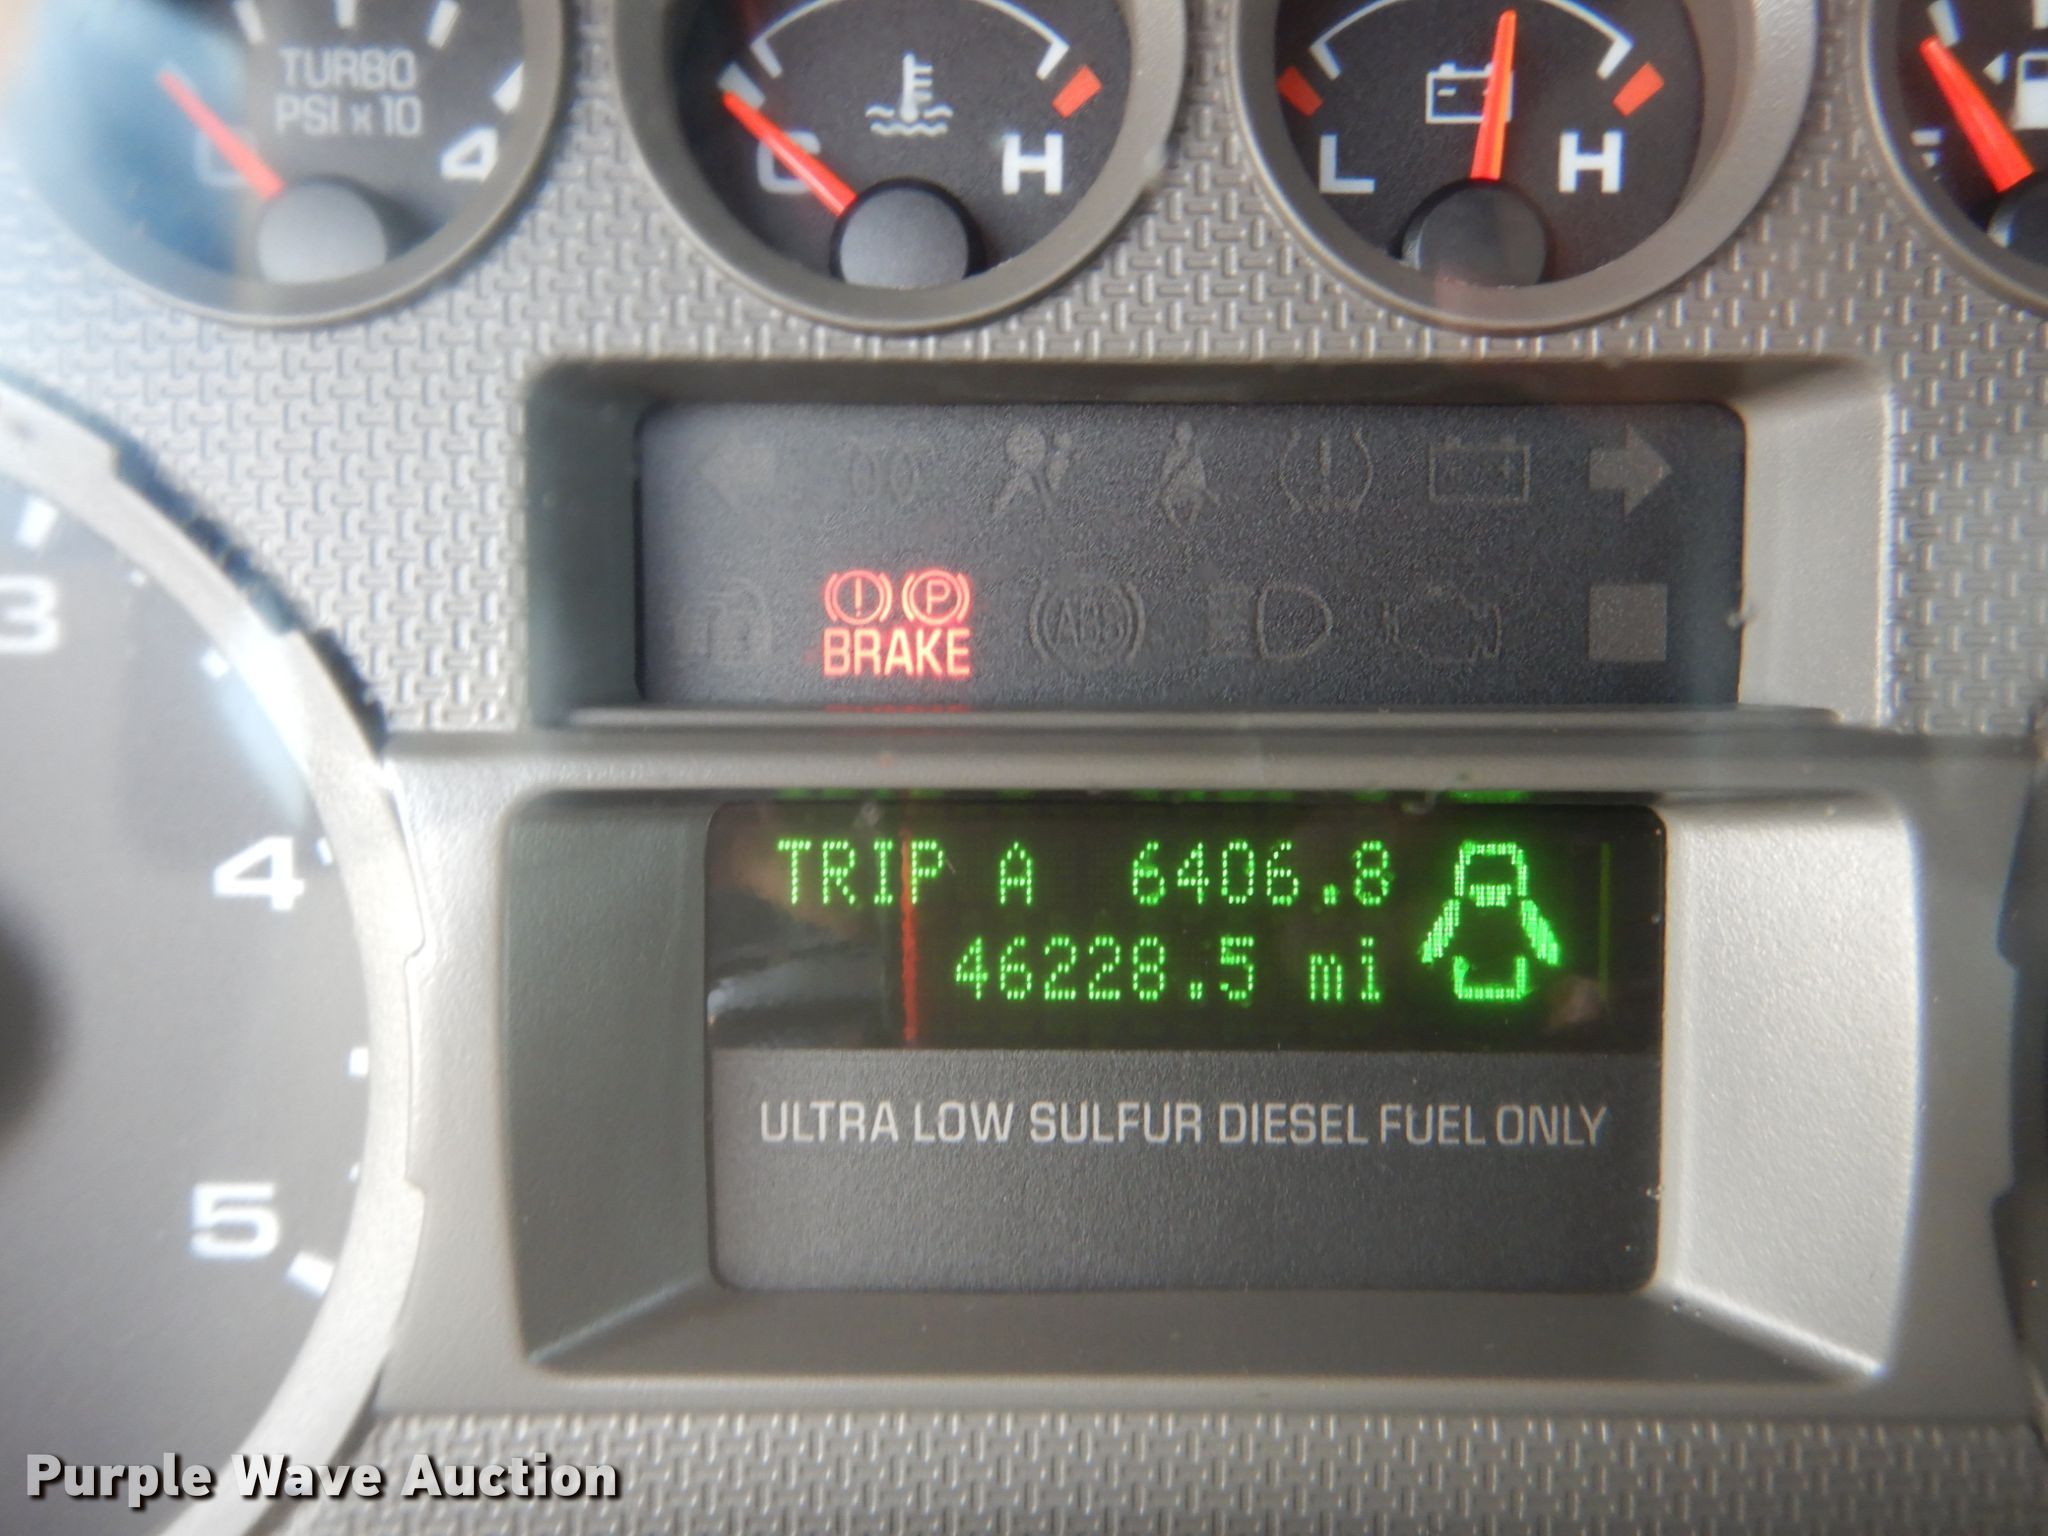 TURBO
PSI x 10
4
C
H
L
H
BRAKE
ABS
3
TRIP A 6406.8
46228.5 mi
4
ULTRA LOW SULFUR DIESEL FUEL ONLY
5
Purple Wave Auction